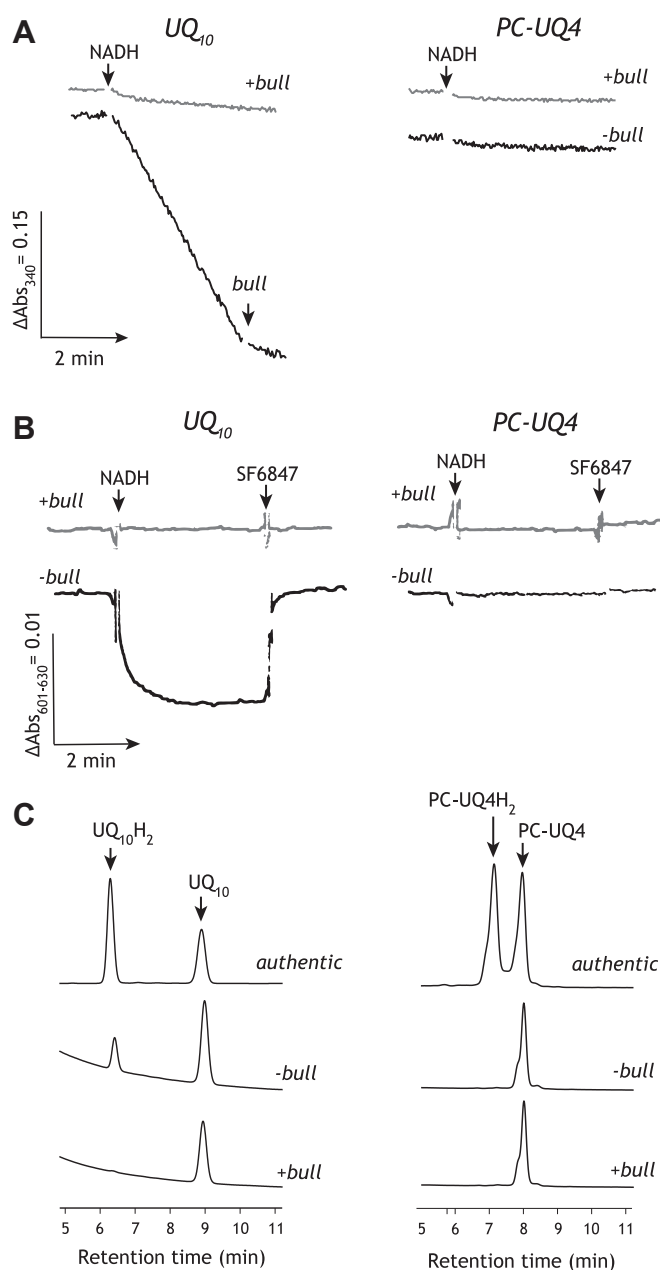 A
UQ10
PC-UQ4
NADH
+bull
NADH
+bull
-bull
bull
ΔAbs340= 0.15
2 min
B
UQ10
PC-UQ4
NADH
SF6847
+bull
NADH
SF6847
+bull
-bull
-bull
ΔAbs601-630= 0.01
2 min
C
UQ10H2
UQ10
authentic
-bull
+bull
PC-UQ4H2
PC-UQ4
authentic
-bull
+bull
5 6 7 8 9 10 11
Retention time (min)
5 6 7 8 9 10 11
Retention time (min)